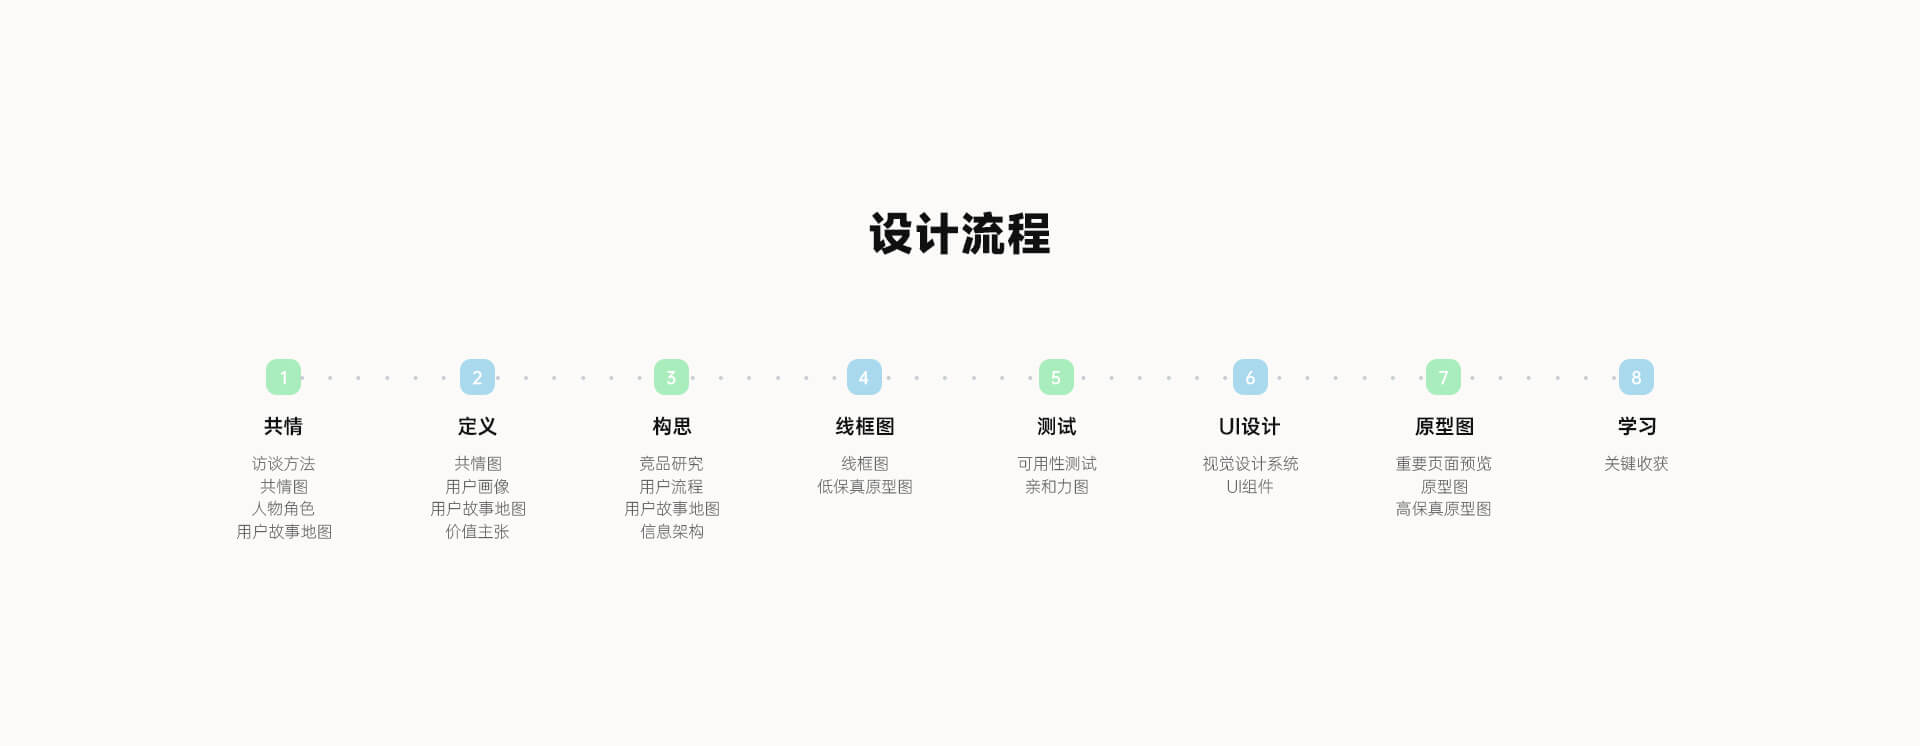 设计流程
1
共情
访谈方法
共情图
人物角色
用户故事地图
2
定义
共情图
用户画像
用户故事地图
价值主张
3
构思
竞品研究
用户流程
用户故事地图
信息架构
4
线框图
线框图
低保真原型图
5
测试
可用性测试
亲和力图
6
UI设计
视觉设计系统
UI组件
7
原型图
重要页面预览
原型图
高保真原型图
8
学习
关键收获